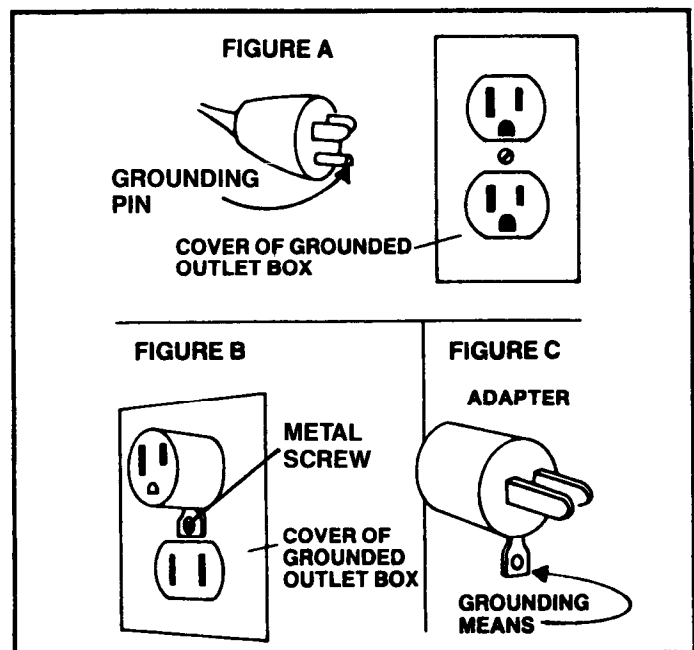 FIGURE A
GROUNDING
PIN
COVER OF GROUNDED
OUTLET BOX
FIGURE B
METAL
SCREW
COVER OF
GROUNDED
OUTLET BOX
FIGURE C
ADAPTER
GROUNDING
MEANS